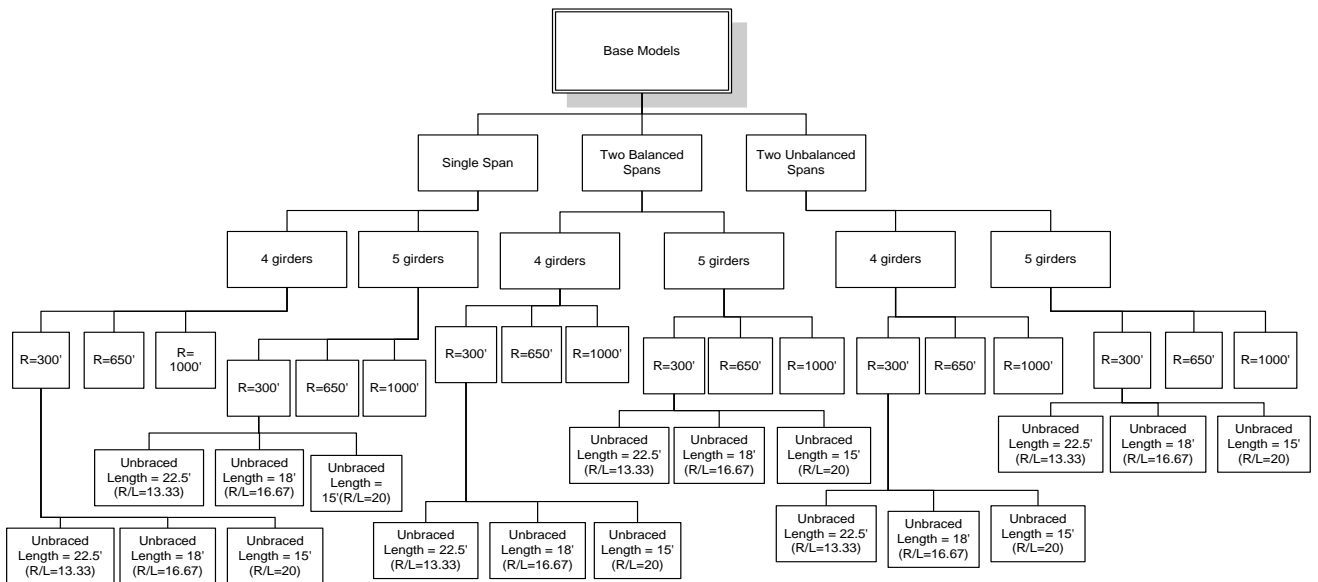 Base Models
Single Span
Two Balanced
Spans
Two Unbalanced
Spans
4 girders
5 girders
4 girders
5 girders
4 girders
5 girders
R=300'
R=650'
R=
1000'
R=300'
R=650'
R=1000'
R=300'
R=650'
R=1000'
R=300'
R=650'
R=1000'
R=300'
R=650'
R=1000'
R=300'
R=650'
R=1000'
Unbraced
Length = 22.5'
(R/L=13.33)
Unbraced
Length = 18'
(R/L=16.67)
Unbraced
Length =
15'(R/L=20)
Unbraced
Length = 22.5'
(R/L=13.33)
Unbraced
Length = 18'
(R/L=16.67)
Unbraced
Length = 15'
(R/L=20)
Unbraced
Length = 22.5'
(R/L=13.33)
Unbraced
Length = 18'
(R/L=16.67)
Unbraced
Length = 15'
(R/L=20)
Unbraced
Length = 22.5'
(R/L=13.33)
Unbraced
Length = 18'
(R/L=16.67)
Unbraced
Length = 15'
(R/L=20)
Unbraced
Length = 22.5'
(R/L=13.33)
Unbraced
Length = 18'
(R/L=16.67)
Unbraced
Length = 15'
(R/L=20)
Unbraced
Length = 22.5'
(R/L=13.33)
Unbraced
Length = 18'
(R/L=16.67)
Unbraced
Length = 15'
(R/L=20)